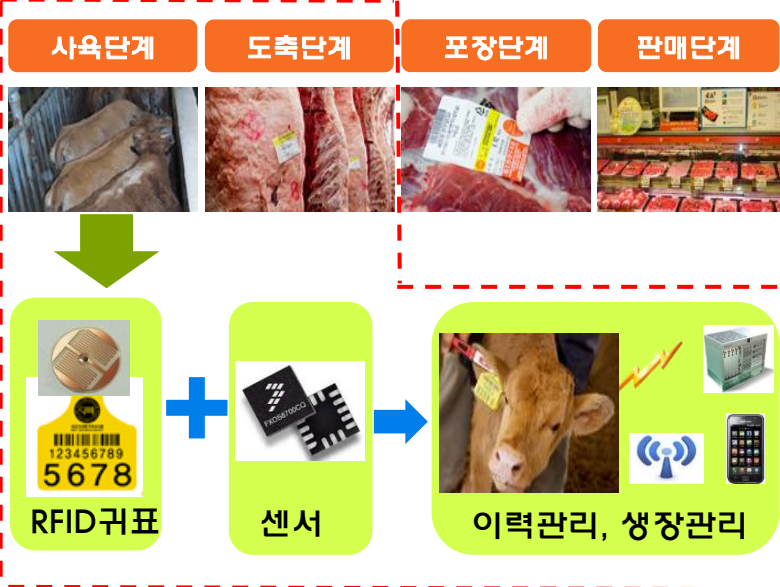 사육단계
도축단계
포장단계
판매단계
123456789
5678
FXOS8700CQ
RFID귀표
센서
이력관리, 생장관리